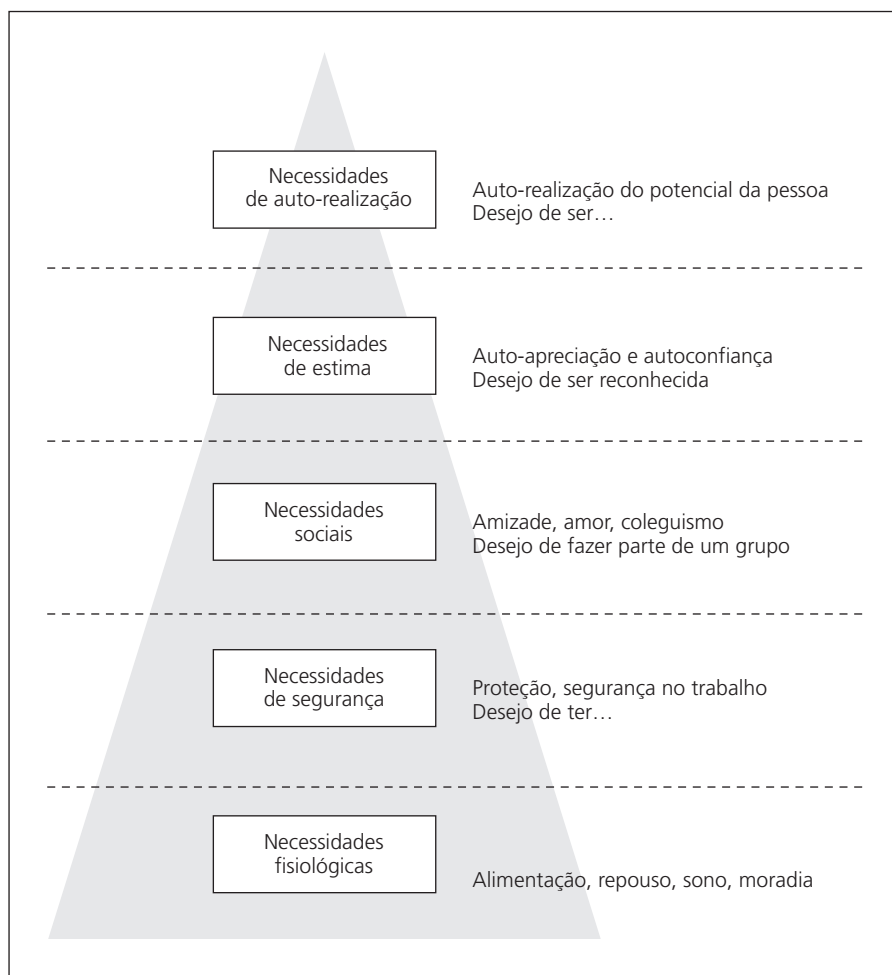 Necessidades
de auto-realização
Auto-realização do potencial da pessoa
Desejo de ser…
Necessidades
de estima
Auto-apreciação e autoconfiança
Desejo de ser reconhecida
Necessidades
sociais
Amizade, amor, coleguismo
Desejo de fazer parte de um grupo
Necessidades
de segurança
Proteção, segurança no trabalho
Desejo de ter…
Necessidades
fisiológicas
Alimentação, repouso, sono, moradia